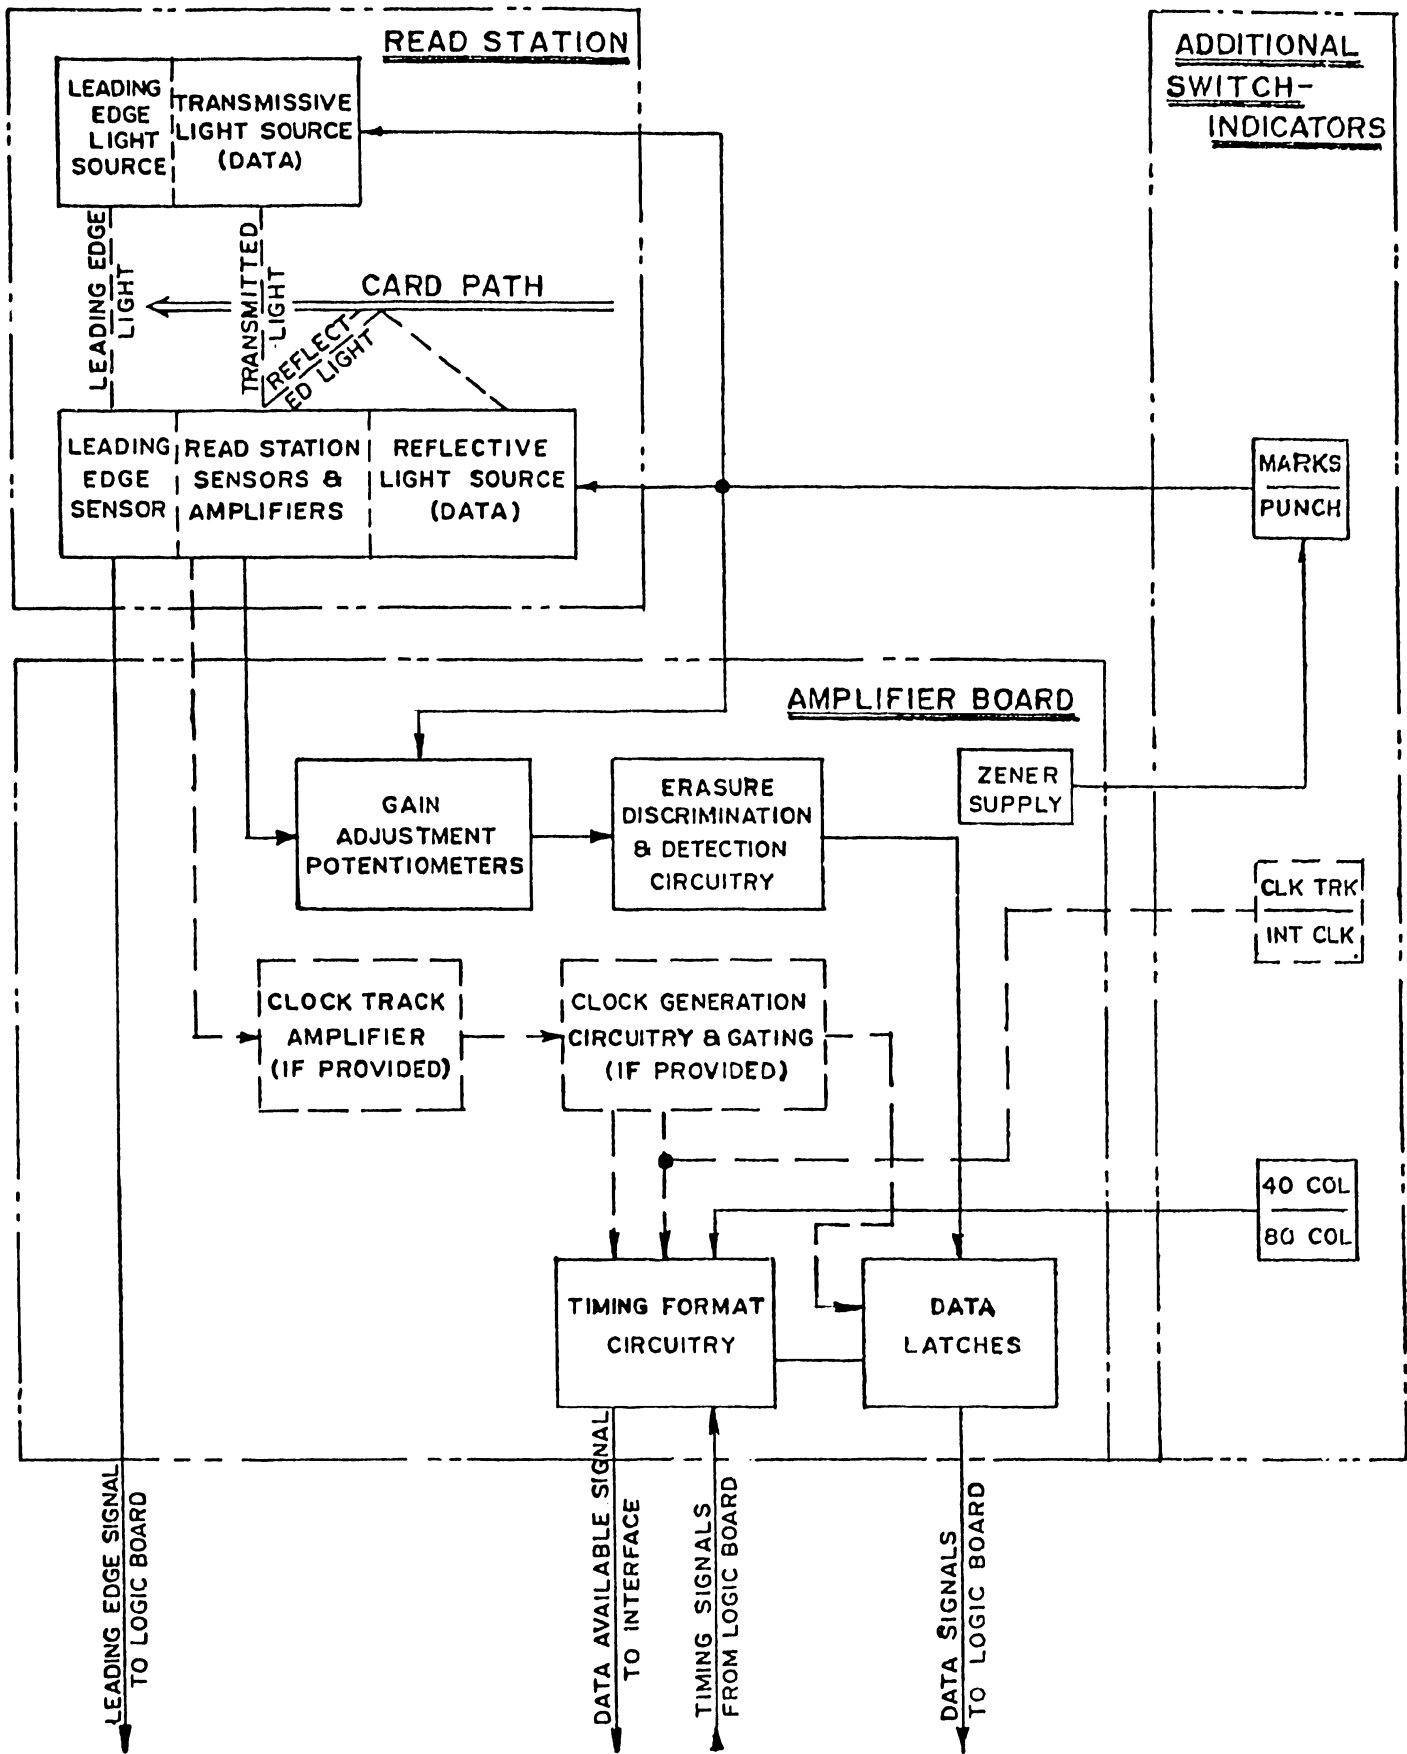 READ STATION
LEADING
EDGE
LIGHT
SOURCE
TRANSMISSIVE
LIGHT SOURCE
(DATA)
ADDITIONAL
SWITCH-
INDICATORS
LEADING EDGE
LIGHT
TRANSMITTED
LIGHT
CARD PATH
REFLECT
ED LIGHT
LEADING
EDGE
SENSOR
READ STATION
SENSORS &
AMPLIFIERS
REFLECTIVE
LIGHT SOURCE
(DATA)
MARKS
PUNCH
AMPLIFIER BOARD
GAIN
ADJUSTMENT
POTENTIOMETERS
ERASURE
DISCRIMINATION
& DETECTION
CIRCUITRY
ZENER
SUPPLY
CLK TRK
INT CLK
CLOCK TRACK
AMPLIFIER
(IF PROVIDED)
CLOCK GENERATION
CIRCUITRY & GATING
(IF PROVIDED)
40 COL
80 COL
TIMING FORMAT
CIRCUITRY
DATA
LATCHES
LEADING EDGE SIGNAL
TO LOGIC BOARD
DATA AVAILABLE SIGNAL
TO INTERFACE
TIMING SIGNALS
FROM LOGIC BOARD
DATA SIGNALS
TO LOGIC BOARD